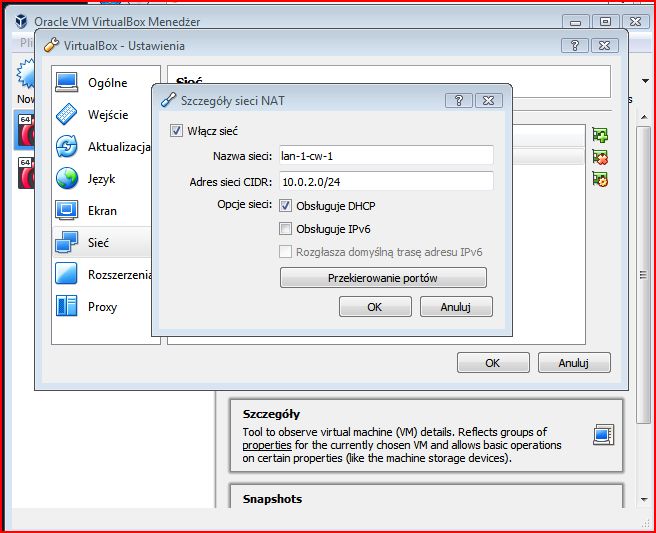 Oracle VM VirtualBox Menedżer
VirtualBox - Ustawienia
Pli
Ogólne
Wejście
Aktualizacja
Język
Ekran
Sieć
Rozszerzenia
Proxy
Sieć
Now
64
64
s
Szczegóły sieci NAT
Włącz sieć
Nazwa sieci: lan-1-cw-1
Adres sieci CIDR: 10.0.2.0/24
Opcje sieci: Obsługuje DHCP
Obsługuje IPv6
Rozgłasza domyślną trasę adresu IPv6
Przekierowanie portów
OK Anuluj
OK Anuluj
Szczegóły
Tool to observe virtual machine (VM) details. Reflects groups of
properties for the currently chosen VM and allows basic operations
on certain properties (like the machine storage devices).
Snapshots